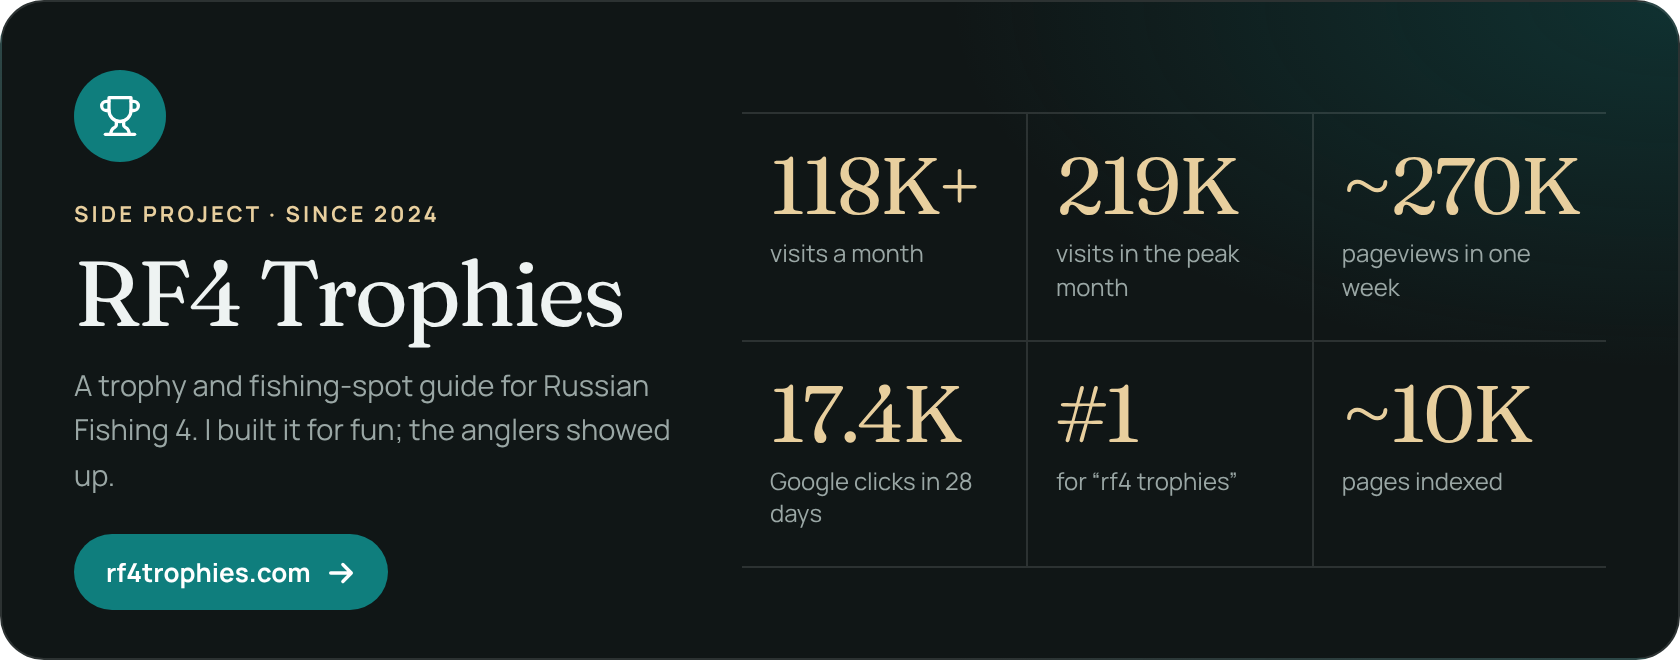 SIDE PROJECT · SINCE 2024
RF4 Trophies
A trophy and fishing-spot guide for Russian
Fishing 4. I built it for fun; the anglers showed
up.
rf4trophies.com →
118K+
visits a month
219K
visits in the peak
month
~270K
pageviews in one
week
17.4K
Google clicks in 28
days
#1
for “rf4 trophies”
~10K
pages indexed